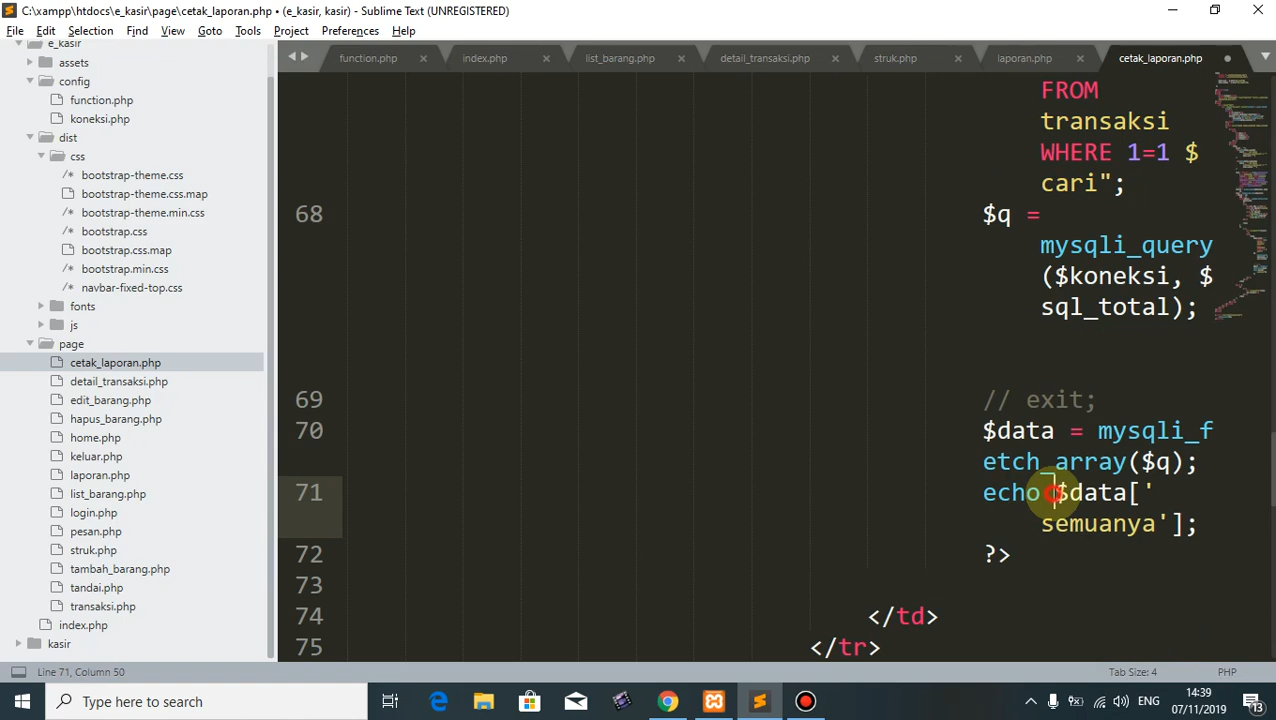 C:\xampp\htdocs\e_kasir\page\cetak_laporan.php • (e_kasir, kasir) - Sublime Text (UNREGISTERED)
File Edit Selection Find View Goto Tools Project Preferences Help
e_kasir
assets
config
function.php
koneksi.php
dist
css
/* bootstrap-theme.css
bootstrap-theme.css.map
/* bootstrap-theme.min.css
/* bootstrap.css
bootstrap.css.map
/* bootstrap.min.css
/* navbar-fixed-top.css
fonts
js
page
cetak_laporan.php
detail_transaksi.php
edit_barang.php
hapus_barang.php
home.php
keluar.php
laporan.php
list_barang.php
login.php
pesan.php
struk.php
tambah_barang.php
tandai.php
transaksi.php
index.php
kasir
function.php index.php list_barang.php detail_transaksi.php struk.php laporan.php cetak_laporan.php
FROM
transaksi
WHERE 1=1 $
cari";
68 $q =
mysqli_query
($koneksi, $
sql_total);
69 // exit;
70 $data = mysqli_f
etch_array($q);
71 echo $data['
semuanya'];
72 ?>
73
74 </td>
75 </tr>
Line 71, Column 50 Tab Size: 4 PHP
Type here to search
ENG
14:39
07/11/2019
13